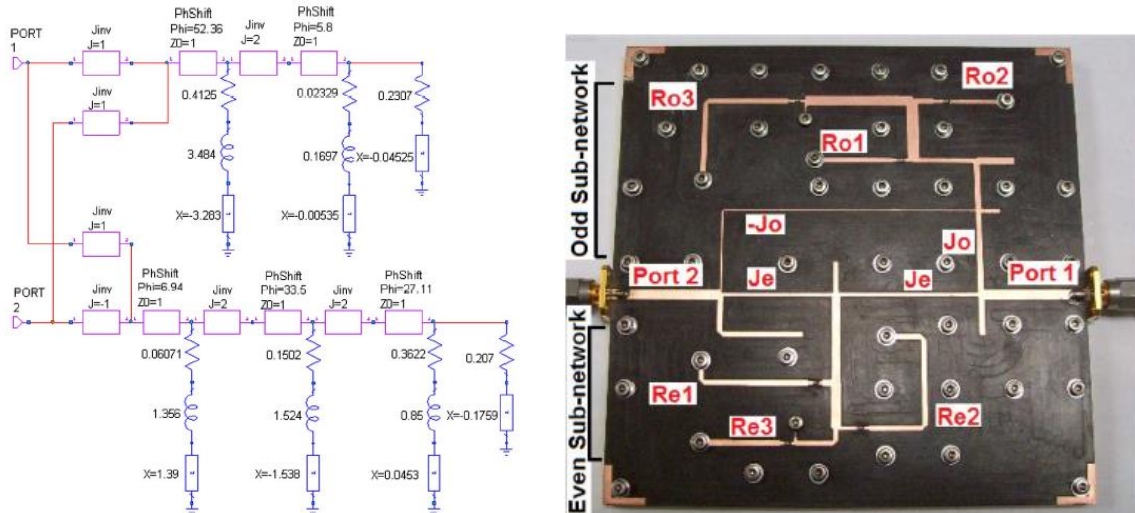 PORT
1
Jinv
J=1
PhShift
Phi=52.36
Z0=1
Jinv
J=2
PhShift
Phi=5.8
Z0=1
Jinv
J=1
0.4125
3.484
X=-3.283
0.02329
0.1697
X=-0.00535
0.2307
X=-0.04525
Jinv
J=1
PORT
2
Jinv
J=-1
PhShift
Phi=6.94
Z0=1
Jinv
J=2
PhShift
Phi=33.5
Z0=1
Jinv
J=2
PhShift
Phi=27.11
Z0=1
0.06071
1.356
X=1.39
0.1502
1.524
X=-1.538
0.3622
0.85
X=0.0453
0.207
X=-0.1759
Odd Sub-network
Even Sub-network
Ro3
Ro2
Ro1
-Jo
Jo
Port 2
Je
Je
Port 1
Re1
Re2
Re3